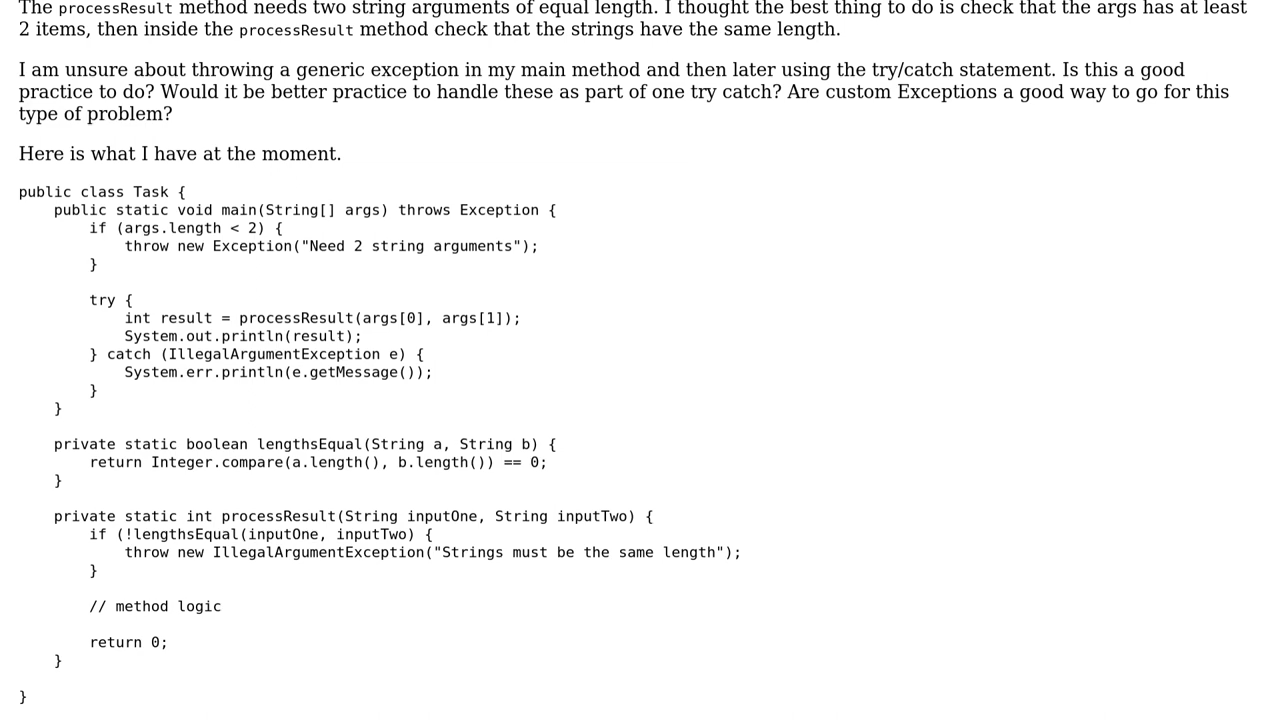 The processResult method needs two string arguments of equal length. I thought the best thing to do is check that the args has at least
2 items, then inside the processResult method check that the strings have the same length.
I am unsure about throwing a generic exception in my main method and then later using the try/catch statement. Is this a good
practice to do? Would it be better practice to handle these as part of one try catch? Are custom Exceptions a good way to go for this
type of problem?
Here is what I have at the moment.
public class Task {
    public static void main(String[] args) throws Exception {
        if (args.length < 2) {
            throw new Exception("Need 2 string arguments");
        }
        try {
            int result = processResult(args[0], args[1]);
            System.out.println(result);
        } catch (IllegalArgumentException e) {
            System.err.println(e.getMessage());
        }
    }
    private static boolean lengthsEqual(String a, String b) {
        return Integer.compare(a.length(), b.length()) == 0;
    }
    private static int processResult(String inputOne, String inputTwo) {
        if (!lengthsEqual(inputOne, inputTwo) {
            throw new IllegalArgumentException("Strings must be the same length");
        }
        // method logic
        return 0;
    }
}